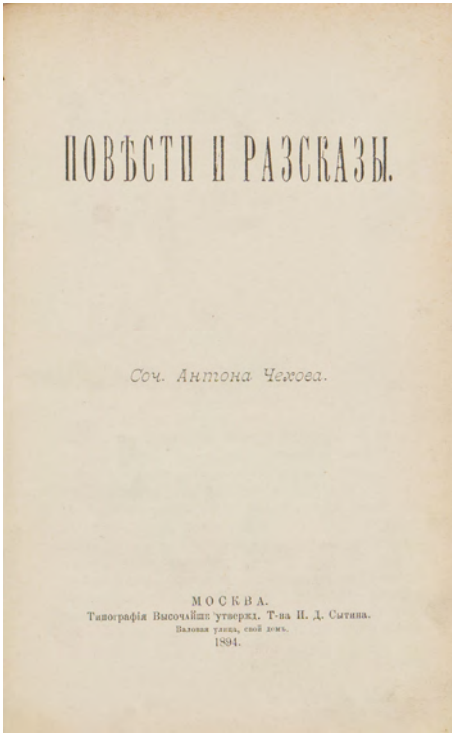 ПОВѢСТИ И РАЗСКАЗЫ.
Соч. Антона Чехова.
МОСКВА.
Типографія Высочайше утвержд. Т-ва И. Д. Сытина.
Валовая улица, свой домъ.
1894.